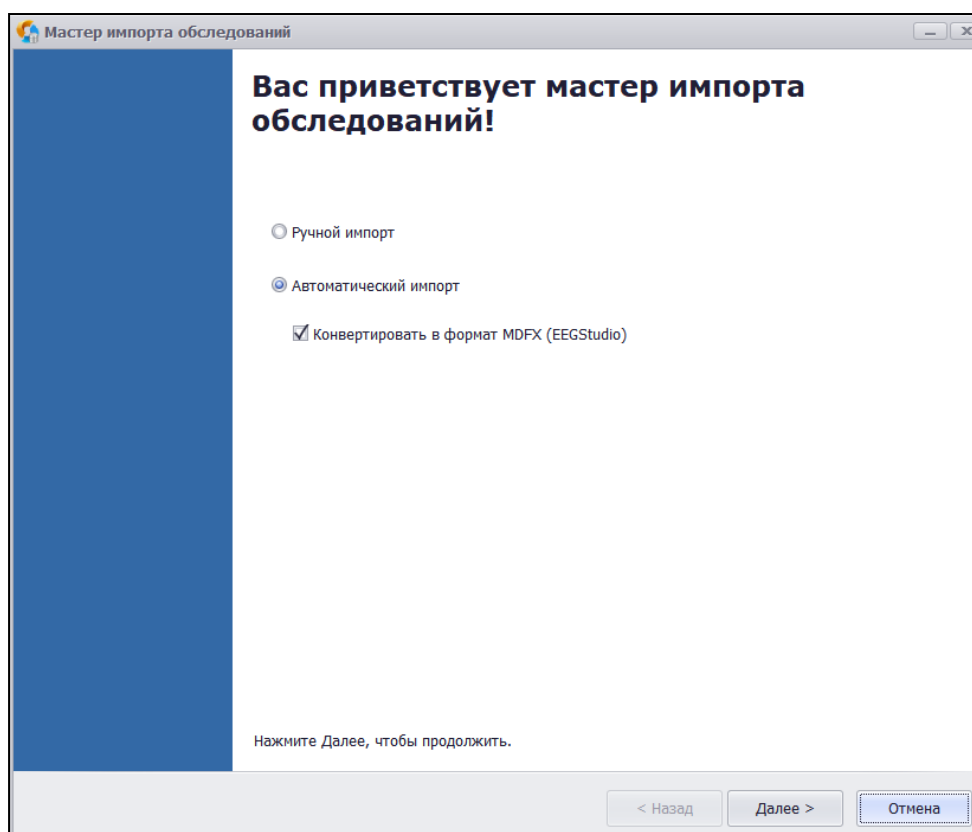 Мастер импорта обследований
Вас приветствует мастер импорта
обследований!
Ручной импорт
Автоматический импорт
Конвертировать в формат MDFX (EEGStudio)
Нажмите Далее, чтобы продолжить.
< Назад
Далее >
Отмена